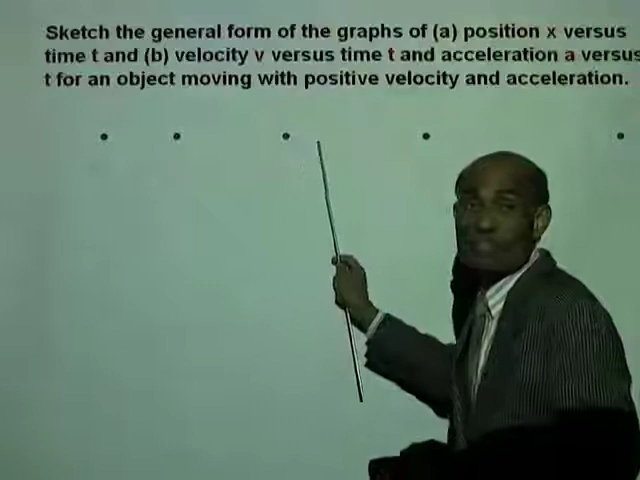 Sketch the general form of the graphs of (a) position x versus
time t and (b) velocity v versus time t and acceleration a versus
t for an object moving with positive velocity and acceleration.